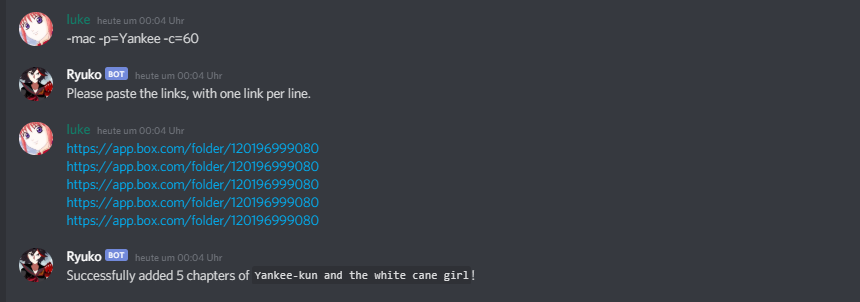 luke heute um 00:04 Uhr
-mac -p=Yankee -c=60
Ryuko BOT heute um 00:04 Uhr
Please paste the links, with one link per line.
luke heute um 00:04 Uhr
https://app.box.com/folder/120196999080
https://app.box.com/folder/120196999080
https://app.box.com/folder/120196999080
https://app.box.com/folder/120196999080
https://app.box.com/folder/120196999080
Ryuko BOT heute um 00:04 Uhr
Successfully added 5 chapters of Yankee-kun and the white cane girl!